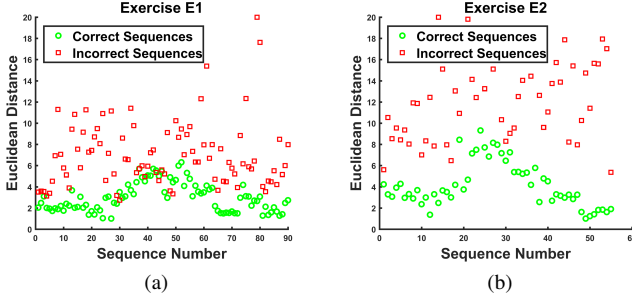 Exercise E1
Correct Sequences
Incorrect Sequences
Euclidean Distance
20
18
16
14
12
10
8
6
4
2
0
0 10 20 30 40 50 60 70 80 90
Sequence Number
(a)
Exercise E2
Correct Sequences
Incorrect Sequences
Euclidean Distance
20
18
16
14
12
10
8
6
4
2
0
0 10 20 30 40 50 60
Sequence Number
(b)